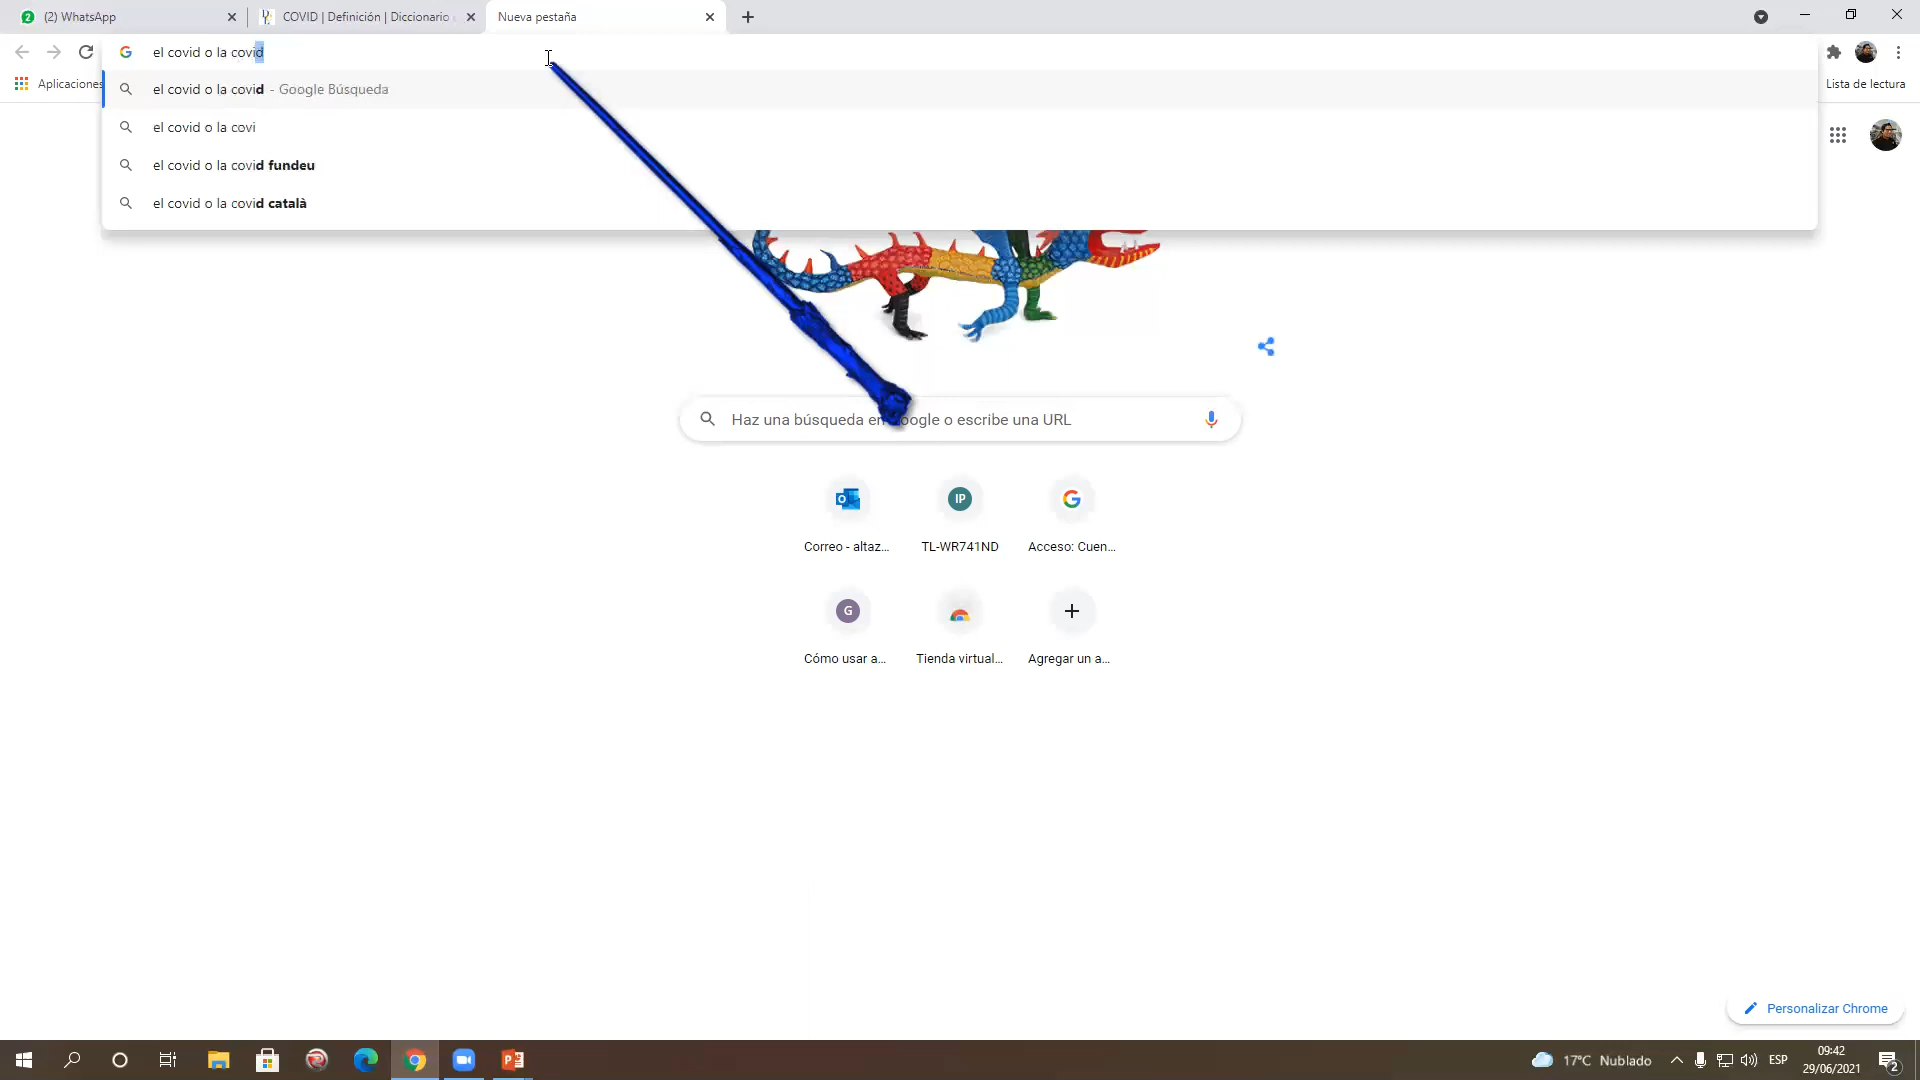 2 (2) WhatsApp
COVID | Definición | Diccionario
Nueva pestaña
el covid o la covid
Aplicaciones
Lista de lectura
el covid o la covid - Google Búsqueda
el covid o la covi
el covid o la covid fundeu
el covid o la covid català
Haz una búsqueda en Google o escribe una URL
IP
Correo - altaz...
TL-WR741ND
Acceso: Cuen...
G
Cómo usar a...
Tienda virtual...
Agregar un a...
Personalizar Chrome
17°C Nublado
ESP
09:42
29/06/2021
2